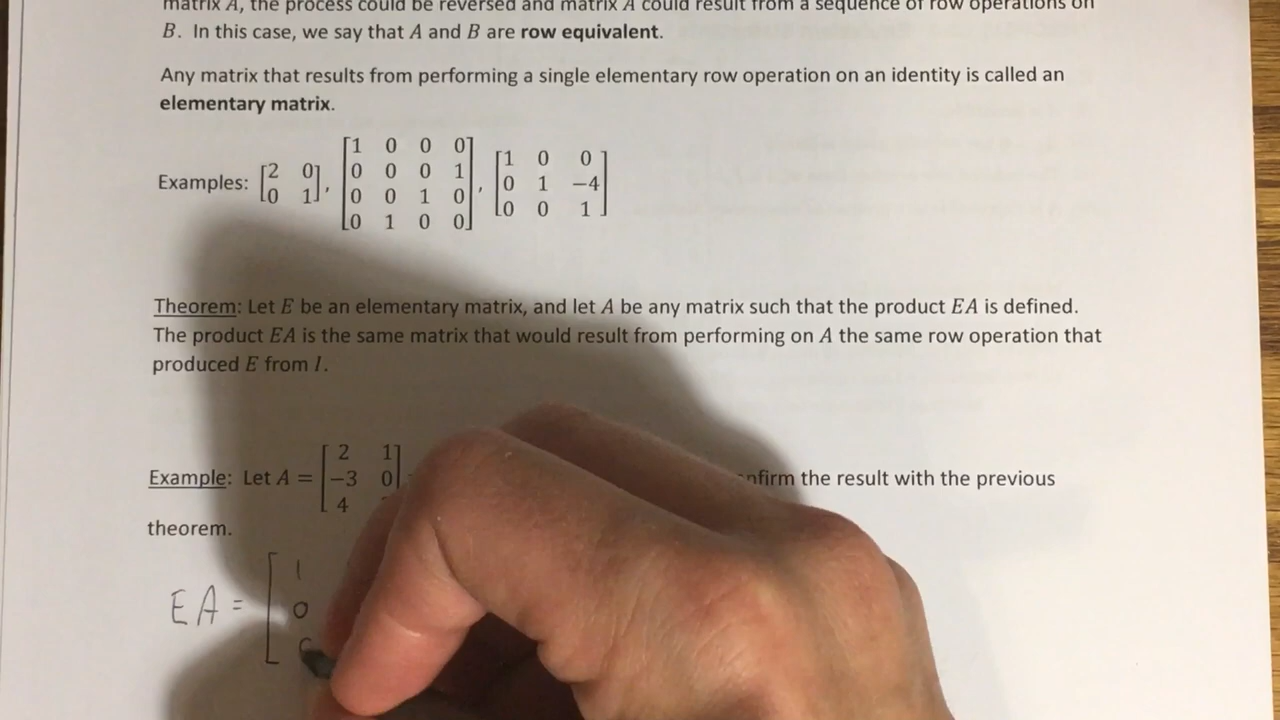 matrix A, the process could be reversed and matrix A could result from a sequence of row operations on
B. In this case, we say that A and B are row equivalent.
Any matrix that results from performing a single elementary row operation on an identity is called an
elementary matrix.
Examples: [2 0; 0 1], [1 0 0 0; 0 0 0 1; 0 0 1 0; 0 1 0 0], [1 0 0; 0 1 -4; 0 0 1]
Theorem: Let E be an elementary matrix, and let A be any matrix such that the product EA is defined.
The product EA is the same matrix that would result from performing on A the same row operation that
produced E from I.
Example: Let A = [2 1; -3 0; 4 the result with the previous
theorem.
EA = [1 0